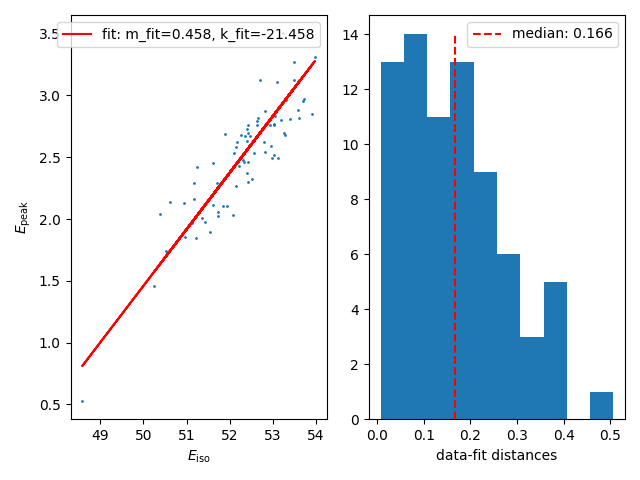 fit: m_fit=0.458, k_fit=-21.458
3.5
3.0
2.5
2.0
1.5
1.0
0.5
E_peak
49 50 51 52 53 54
E_iso
median: 0.166
14
12
10
8
6
4
2
0
0.0 0.1 0.2 0.3 0.4 0.5
data-fit distances